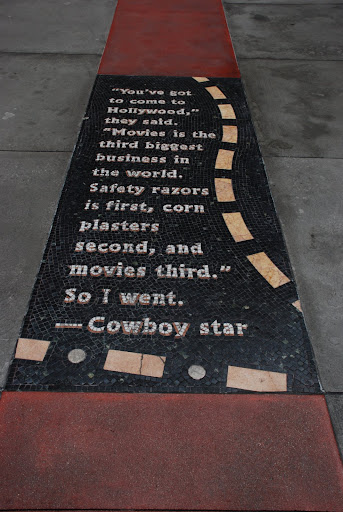 “You’ve got
to come to
Hollywood,”
they said.
“Movies is the
third biggest
business in
the world.
Safety razors
is first, corn
plasters
second, and
movies third.”
So I went.
— Cowboy star